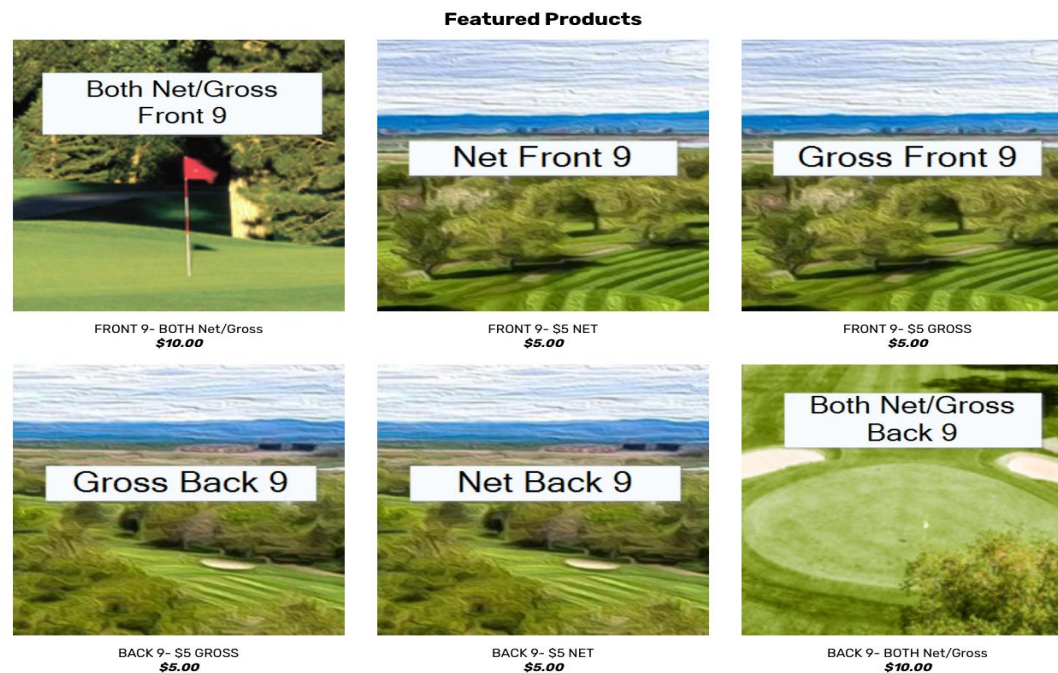 Featured Products
Both Net/Gross
Front 9
Net Front 9
Gross Front 9
FRONT 9- BOTH Net/Gross
$10.00
FRONT 9- $5 NET
$5.00
FRONT 9- $5 GROSS
$5.00
Gross Back 9
Net Back 9
Both Net/Gross
Back 9
BACK 9- $5 GROSS
$5.00
BACK 9- $5 NET
$5.00
BACK 9- BOTH Net/Gross
$10.00